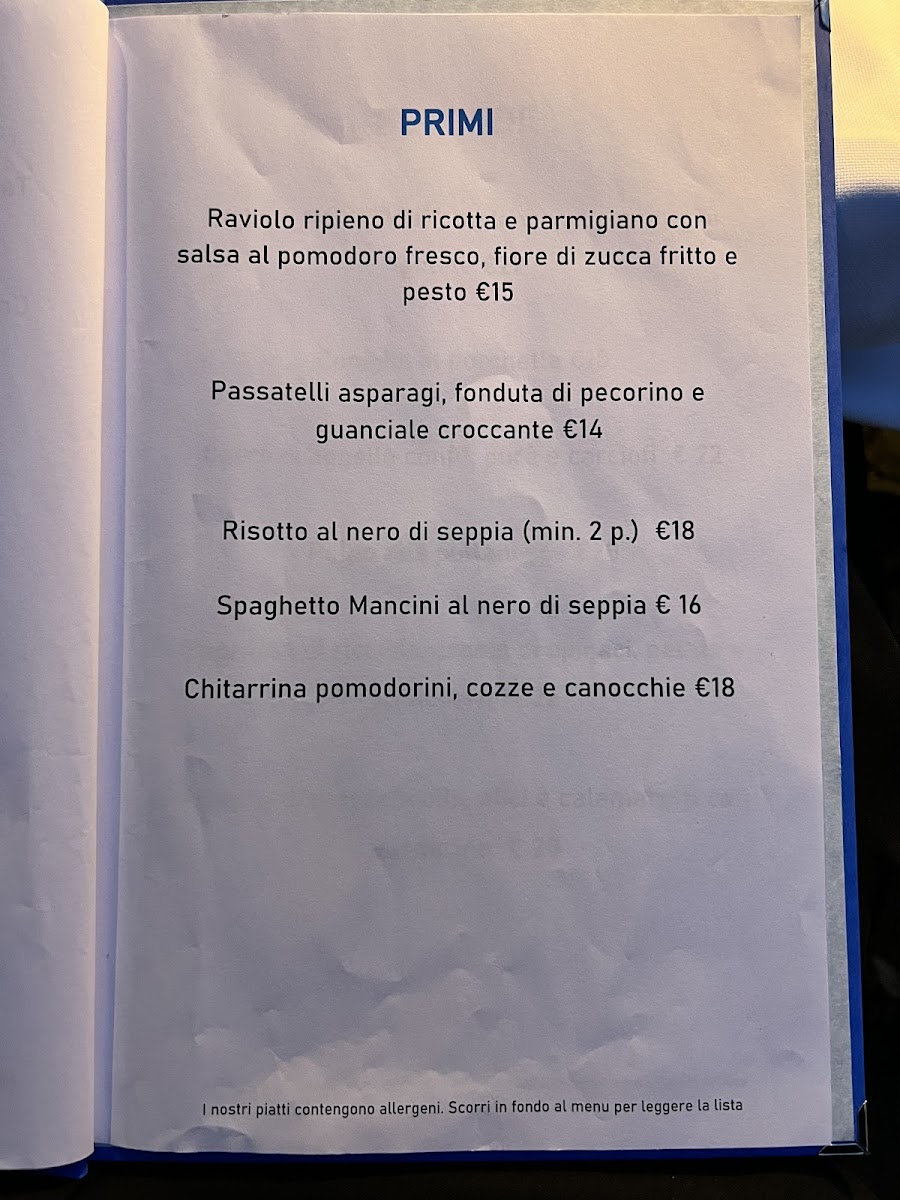 PRIMI
Raviolo ripieno di ricotta e parmigiano con
salsa al pomodoro fresco, fiore di zucca fritto e
pesto €15
Passatelli asparagi, fonduta di pecorino e
guanciale croccante €14
Risotto al nero di seppia (min. 2 p.) €18
Spaghetto Mancini al nero di seppia € 16
Chitarrina pomodorini, cozze e canocchie €18
I nostri piatti contengono allergeni. Scorri in fondo al menu per leggere la lista